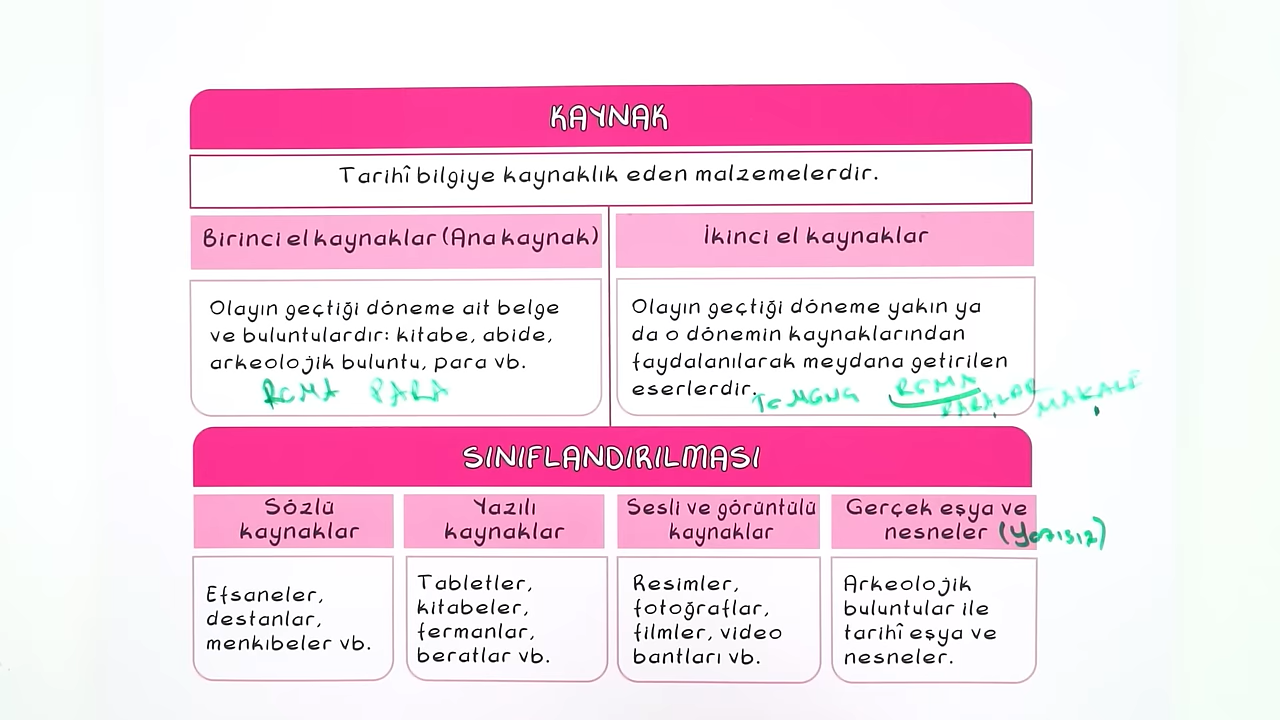 KAYNAK
Tarihî bilgiye kaynaklık eden malzemelerdir.
Birinci el kaynaklar (Ana kaynak)
Olayın geçtiği döneme ait belge
ve buluntulardır: kitabe, abide,
arkeolojik buluntu, para vb.
PARA
İkinci el kaynaklar
Olayın geçtiği döneme yakın ya
da o dönemin kaynaklarından
faydalanılarak meydana getirilen
eserlerdir.
MAKALE
SINIFLANDIRILMASI
Sözlü
kaynaklar
Efsaneler,
destanlar,
menkıbeler vb.
Yazılı
kaynaklar
Tabletler,
kitabeler,
fermanlar,
beratlar vb.
Sesli ve görüntülü
kaynaklar
Resimler,
fotoğraflar,
filmler, video
bantları vb.
Gerçek eşya ve
nesneler (Yazısız)
Arkeolojik
buluntular ile
tarihî eşya ve
nesneler.